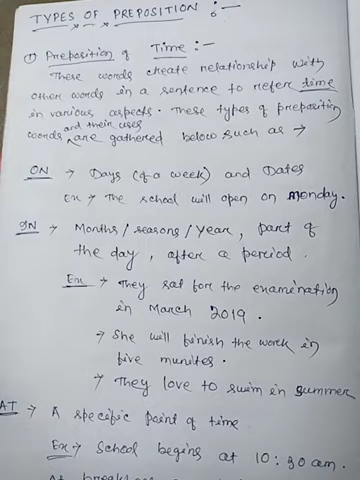 TYPES OF PREPOSITION :-
① Preposition of Time :-
These words create relationship with
other words in a sentence to refer time
in various aspects. These types of preposition
and their uses
words are gathered below such as →
ON → Days (of a week) and Dates
Ex → The school will open on Monday.
IN → Months / seasons / Year, part of
the day, after a period.
Ex → They sat for the examination
in March 2019.
→ She will finish the work in
five munites.
→ They love to swim in summer
AT → A specific point of time
Ex → School begins at 10:30 am.
At breakfast